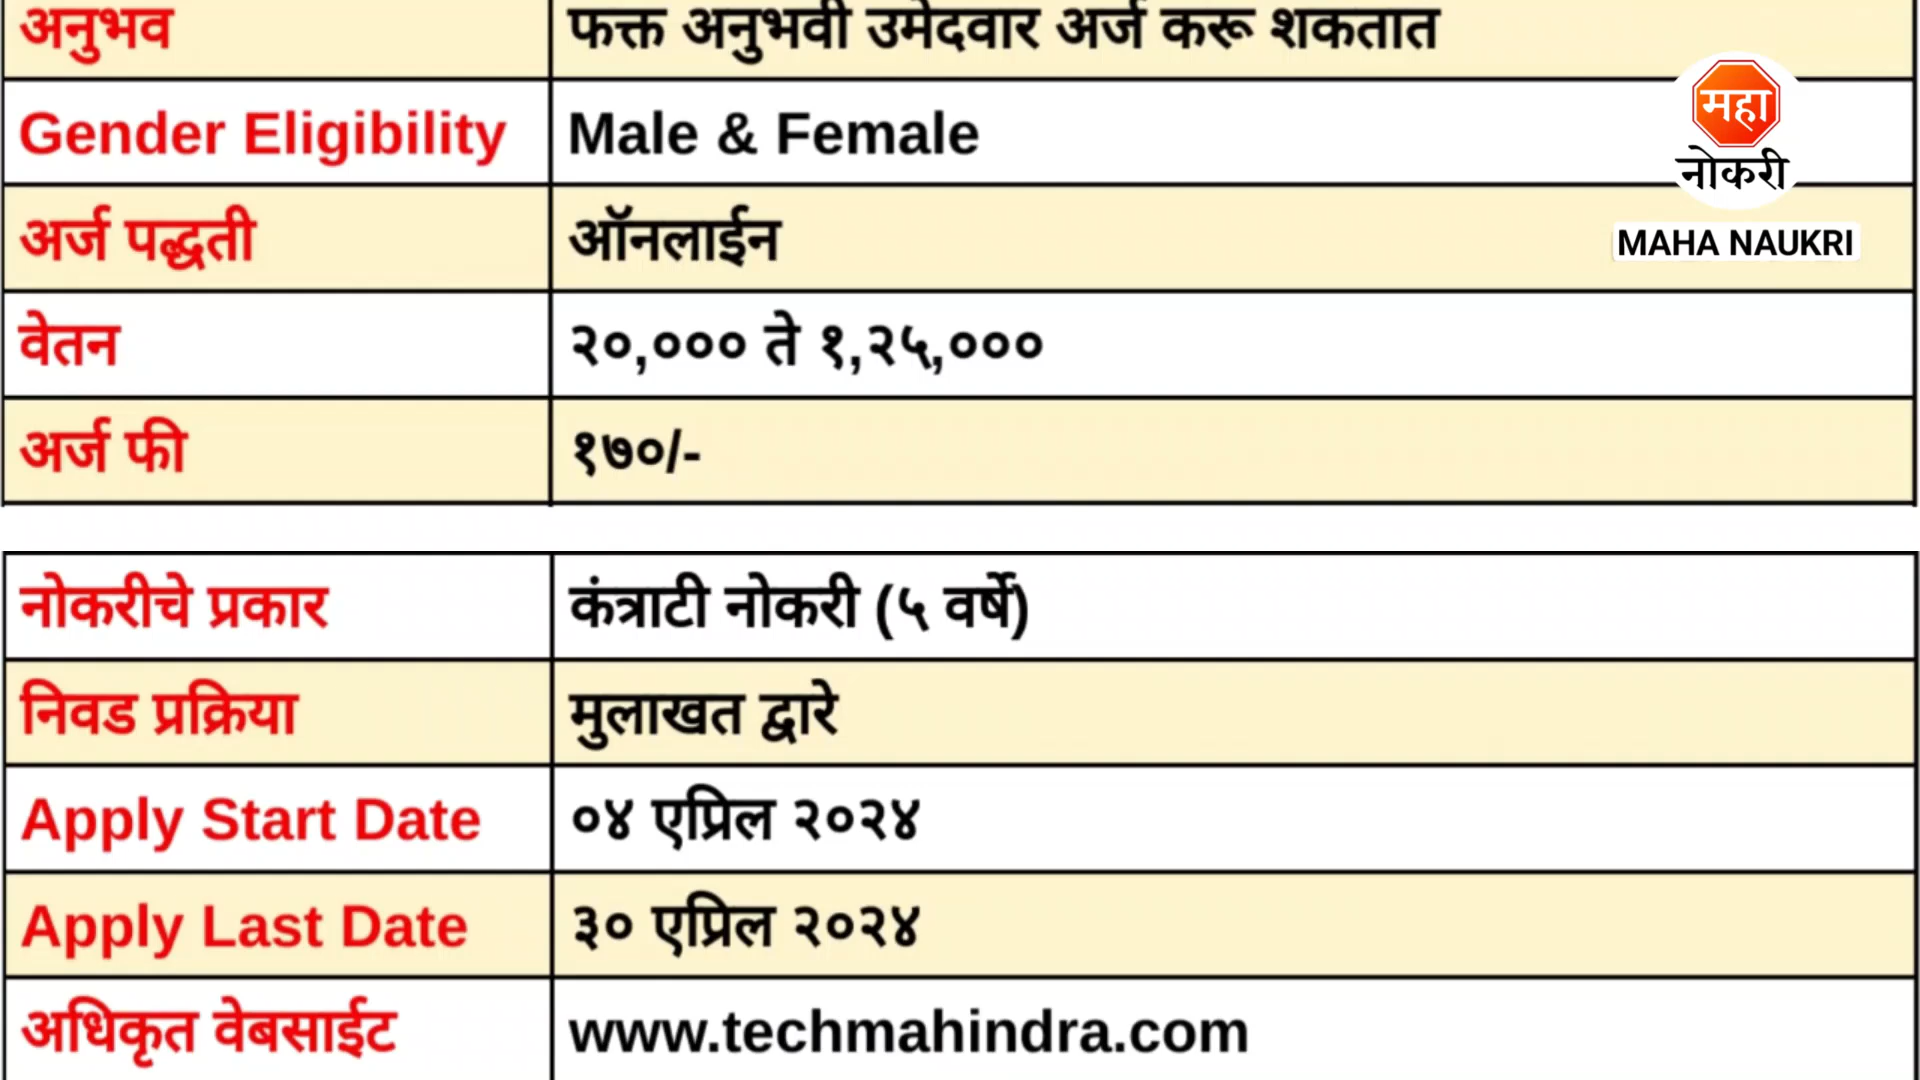 अनुभव फक्त अनुभवी उमेदवार अर्ज करू शकतात
Gender Eligibility Male & Female
महा
नोकरी
अर्ज पद्धती ऑनलाईन
MAHA NAUKRI
वेतन २०,००० ते १,२५,०००
अर्ज फी १७०/-
नोकरीचे प्रकार कंत्राटी नोकरी (५ वर्षे)
निवड प्रक्रिया मुलाखत द्वारे
Apply Start Date ०४ एप्रिल २०२४
Apply Last Date ३० एप्रिल २०२४
अधिकृत वेबसाईट www.techmahindra.com